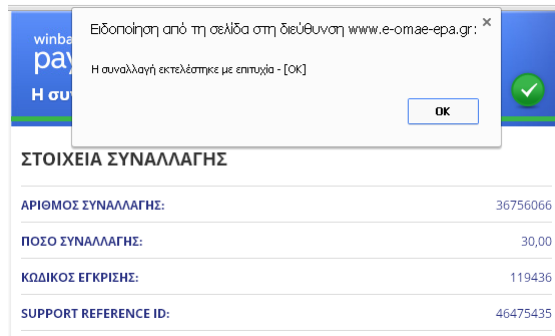 Ειδοποίηση από τη σελίδα στη διεύθυνση www.e-omae-epa.gr: ×
winba
pay
Η συναλλαγή εκτελέστηκε με επιτυχία - [OK]
Η συ
OK
ΣΤΟΙΧΕΙΑ ΣΥΝΑΛΛΑΓΗΣ
ΑΡΙΘΜΟΣ ΣΥΝΑΛΛΑΓΗΣ: 36756066
ΠΟΣΟ ΣΥΝΑΛΛΑΓΗΣ: 30,00
ΚΩΔΙΚΟΣ ΕΓΚΡΙΣΗΣ: 119436
SUPPORT REFERENCE ID: 46475435